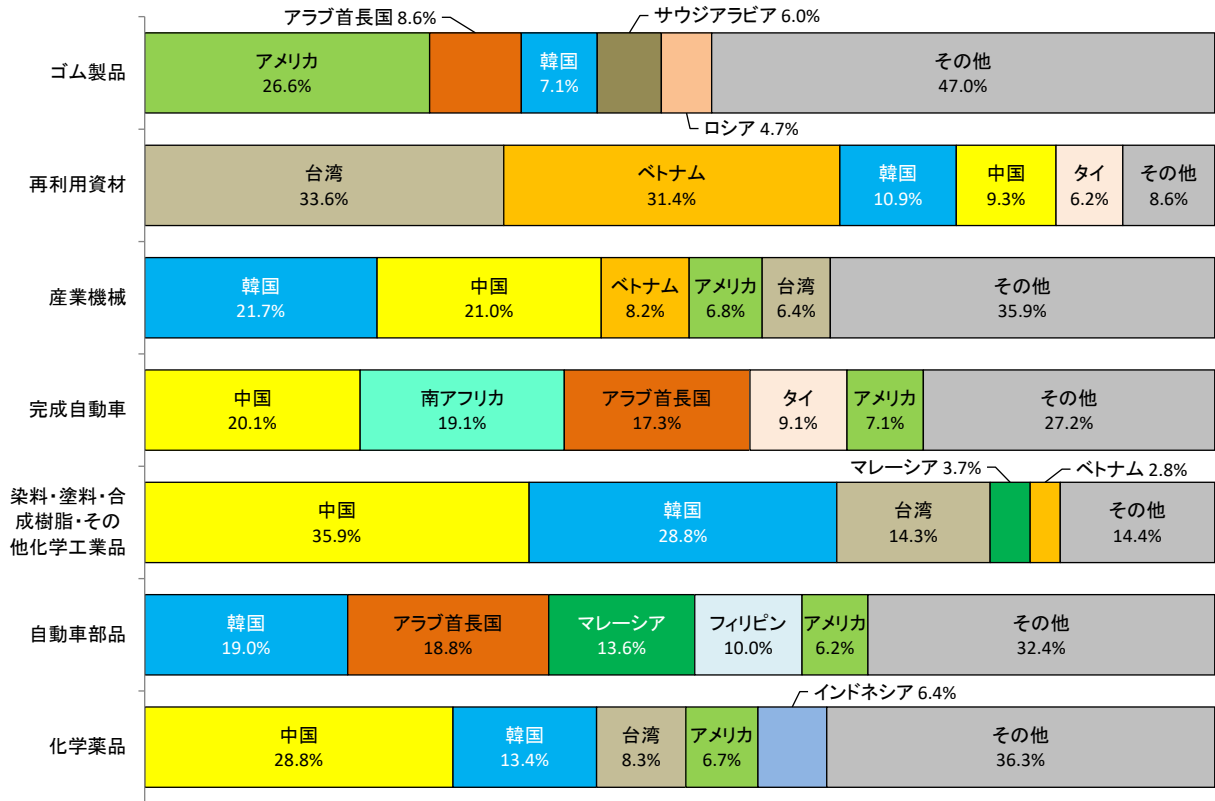 アラブ首長国 8.6%
サウジアラビア 6.0%
ゴム製品
アメリカ
26.6%
韓国
7.1%
その他
47.0%
ロシア 4.7%
再利用資材
台湾
33.6%
ベトナム
31.4%
韓国
10.9%
中国
9.3%
タイ
6.2%
その他
8.6%
産業機械
韓国
21.7%
中国
21.0%
ベトナム
8.2%
アメリカ
6.8%
台湾
6.4%
その他
35.9%
完成自動車
中国
20.1%
南アフリカ
19.1%
アラブ首長国
17.3%
タイ
9.1%
アメリカ
7.1%
その他
27.2%
マレーシア 3.7%
ベトナム 2.8%
染料・塗料・合
成樹脂・その
他化学工業品
中国
35.9%
韓国
28.8%
台湾
14.3%
その他
14.4%
自動車部品
韓国
19.0%
アラブ首長国
18.8%
マレーシア
13.6%
フィリピン
10.0%
アメリカ
6.2%
その他
32.4%
インドネシア 6.4%
化学薬品
中国
28.8%
韓国
13.4%
台湾
8.3%
アメリカ
6.7%
その他
36.3%